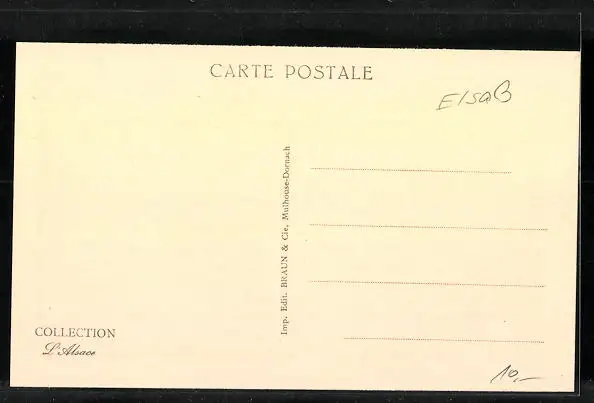 CARTE POSTALE
Elsaß
Imp. Edit. BRAUN & Cie, Mulhouse-Dornach
COLLECTION
L'Alsace
10,-